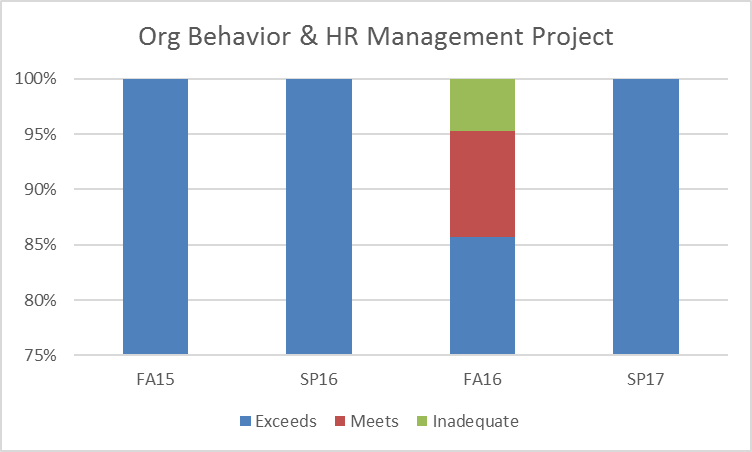 Org Behavior & HR Management Project
100%
95%
90%
85%
80%
75%
FA15 SP16 FA16 SP17
Exceeds Meets Inadequate